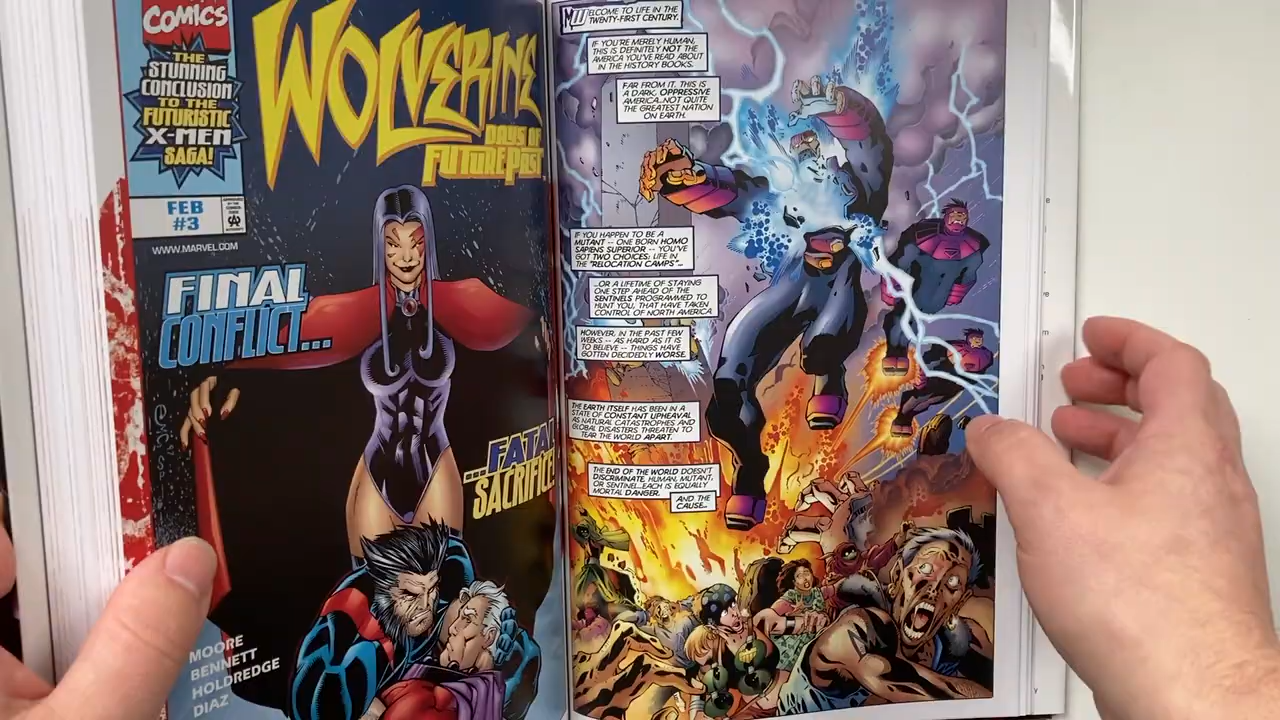 COMICS
THE
STUNNING
CONCLUSION
TO THE
FUTURISTIC
X-MEN
SAGA!
FEB
#3
WWW.MARVEL.COM
WOLVERINE
DAYS OF
FUTURE PAST
FINAL
CONFLICT...
...FATAL
SACRIFICE!
MOORE
BENNETT
HOLDREDGE
DIAZ
WELCOME TO LIFE IN THE
TWENTY-FIRST CENTURY.
IF YOU'RE MERELY HUMAN,
THIS IS DEFINITELY NOT THE
AMERICA YOU'VE READ ABOUT
IN THE HISTORY BOOKS.
FAR FROM IT. THIS IS
A DARK, OPPRESSIVE
AMERICA...NOT QUITE
THE GREATEST NATION
ON EARTH.
IF YOU HAPPEN TO BE A
MUTANT -- ONE BORN HOMO
SAPIENS SUPERIOR -- YOU'VE
GOT TWO CHOICES: LIFE IN
THE "RELOCATION CAMPS"...
...OR A LIFETIME OF STAYING
ONE STEP AHEAD OF THE
SENTINELS PROGRAMMED TO
HUNT YOU, THAT HAVE TAKEN
CONTROL OF NORTH AMERICA.
HOWEVER, IN THE PAST FEW
WEEKS -- AS HARD AS IT IS
TO BELIEVE -- THINGS HAVE
GOTTEN DECIDEDLY WORSE.
THE EARTH ITSELF HAS BEEN IN A
STATE OF CONSTANT UPHEAVAL
AS NATURAL CATASTROPHES AND
GLOBAL DISASTERS THREATEN TO
TEAR THE WORLD APART.
THE END OF THE WORLD DOESN'T
DISCRIMINATE. HUMAN, MUTANT,
OR SENTINEL...EACH IS EQUALLY
MORTAL DANGER.
AND THE
CAUSE...